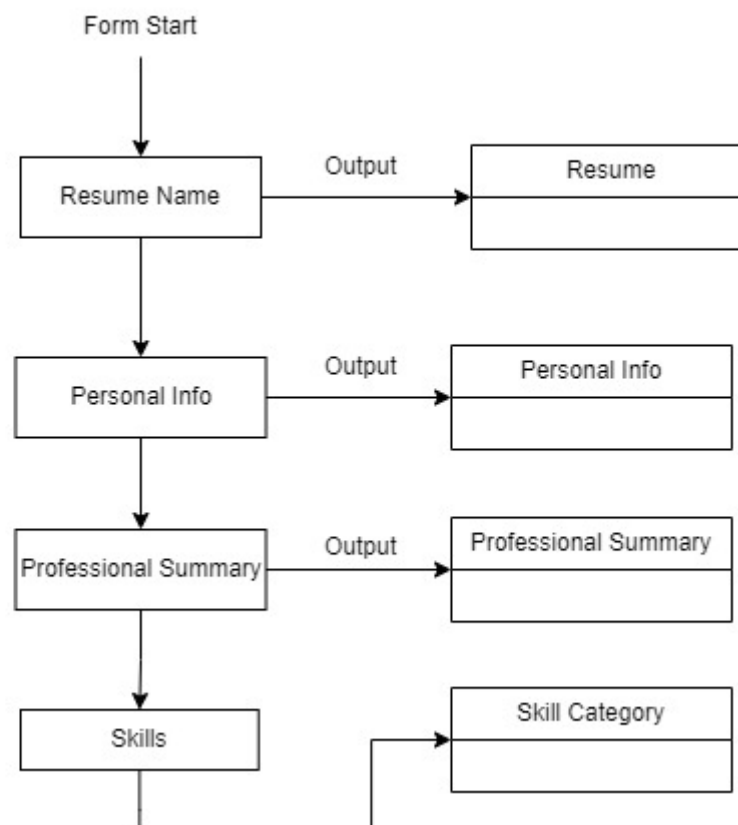 Form Start
Resume Name
Output
Resume
Personal Info
Output
Personal Info
Professional Summary
Output
Professional Summary
Skills
Skill Category